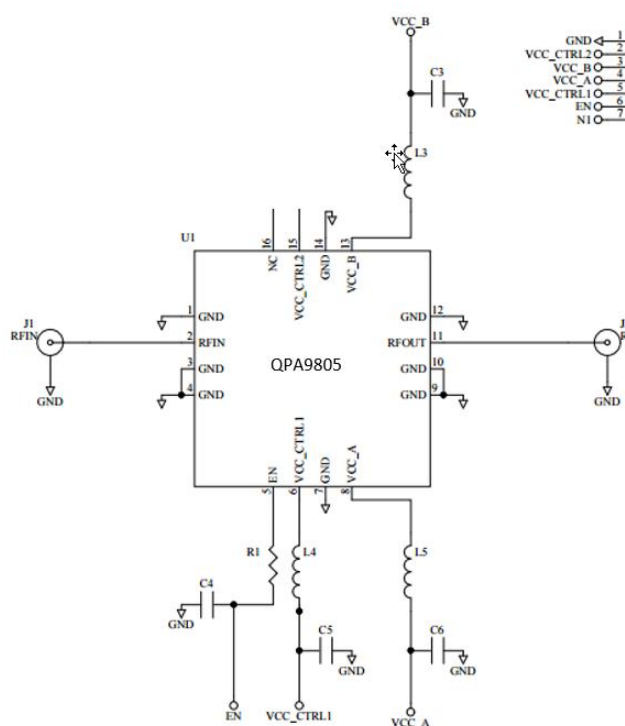 VCC_B
C3
GND
L3
GND 1
VCC_CTRL2 2
VCC_B 3
VCC_A 4
VCC_CTRL1 5
EN 6
N1 7
U1
16 15 14 13
NC VCC_CTRL2 GND VCC_B
J1
RFIN
GND
1 GND
2 RFIN
3 GND
4 GND
QPA9805
GND 12
RFOUT 11
GND 10
GND 9
J
R
GND
EN VCC_CTRL1 GND VCC_A
5 6 7 8
R1
L4
L5
C4
GND
C5
GND
C6
GND
EN
VCC_CTRL1
VCC_A